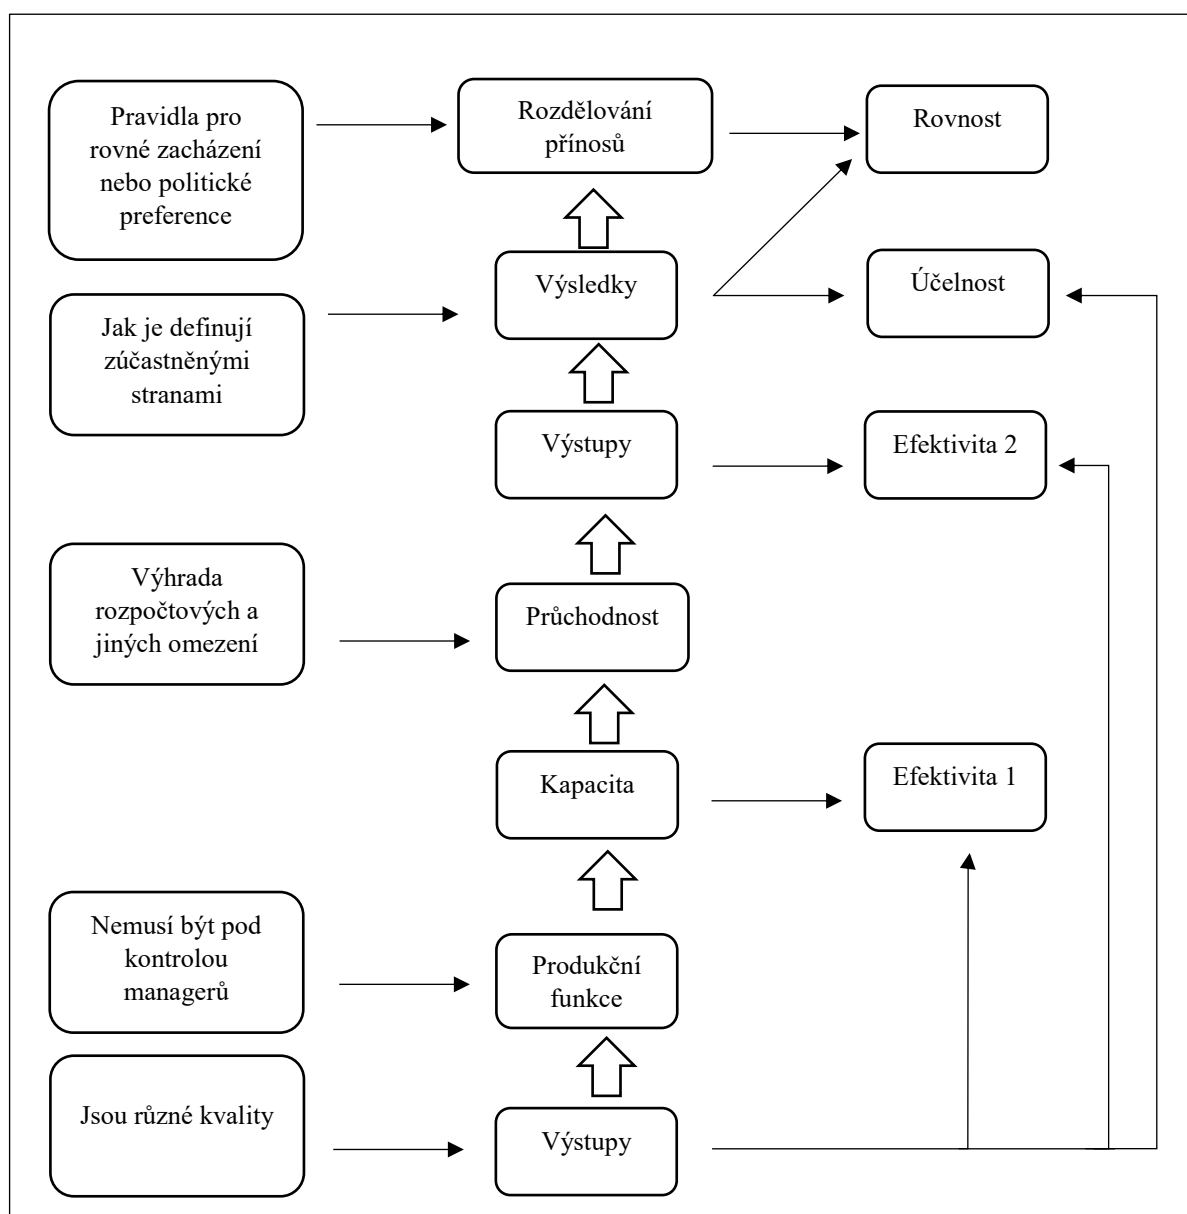 Pravidla pro
rovné zacházení
nebo politické
preference
Rozdělování
přínosů
Rovnost
Jak je definují
zúčastněnými
stranami
Výsledky
Účelnost
Výstupy
Efektivita 2
Výhrada
rozpočtových a
jiných omezení
Průchodnost
Kapacita
Efektivita 1
Nemusí být pod
kontrolou
managerů
Produkční
funkce
Jsou různé kvality
Výstupy